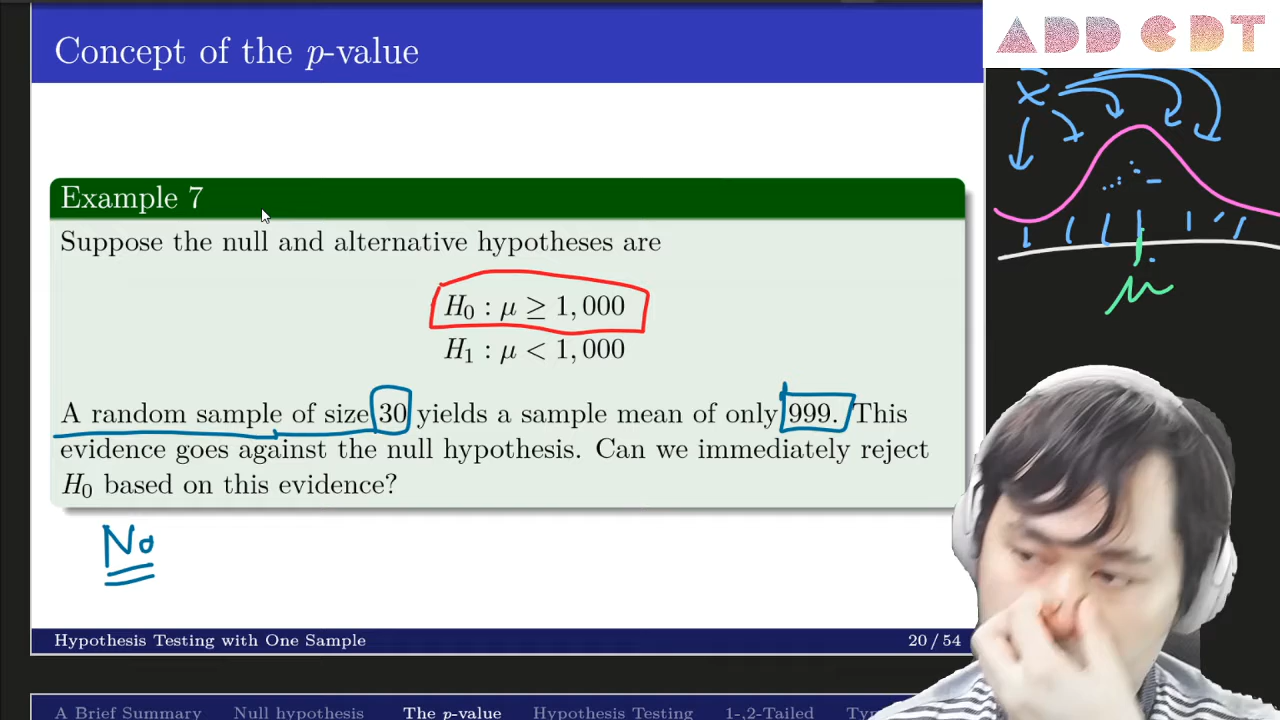 Concept of the p-value
ADD CDT
x̄
μ
Example 7
Suppose the null and alternative hypotheses are
H₀ : μ ≥ 1, 000
H₁ : μ < 1, 000
A random sample of size 30 yields a sample mean of only 999. This
evidence goes against the null hypothesis. Can we immediately reject
H₀ based on this evidence?
No
Hypothesis Testing with One Sample 20 / 54
A Brief Summary Null hypothesis The p-value Hypothesis Testing 1-,2-Tailed